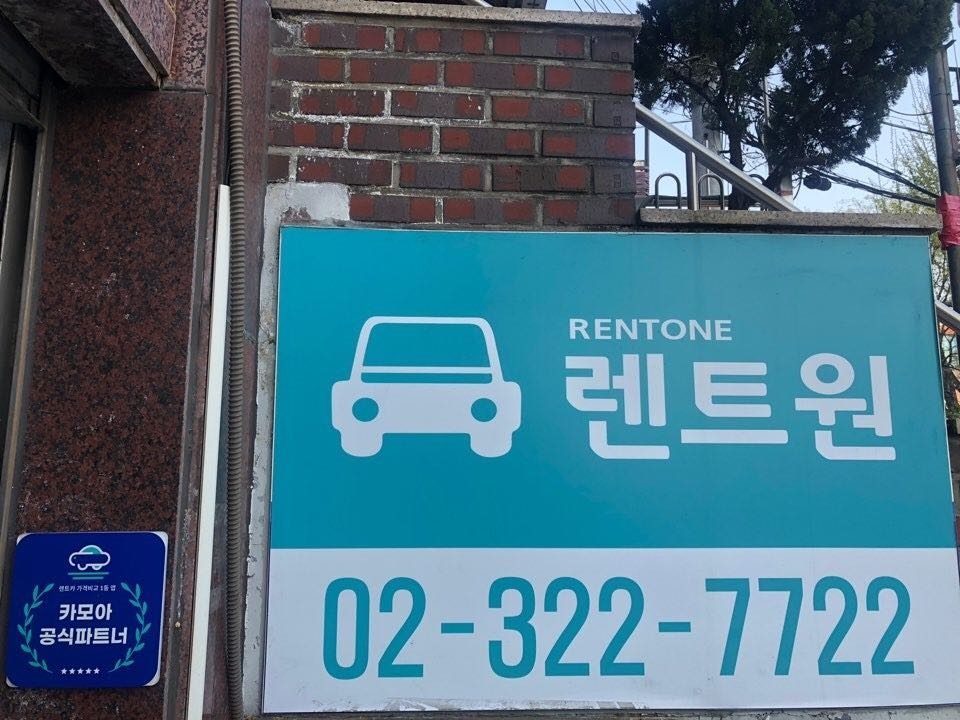 RENTONE
렌트원
02-322-7722
렌트카 가격비교 1등 앱
카모아
공식파트너